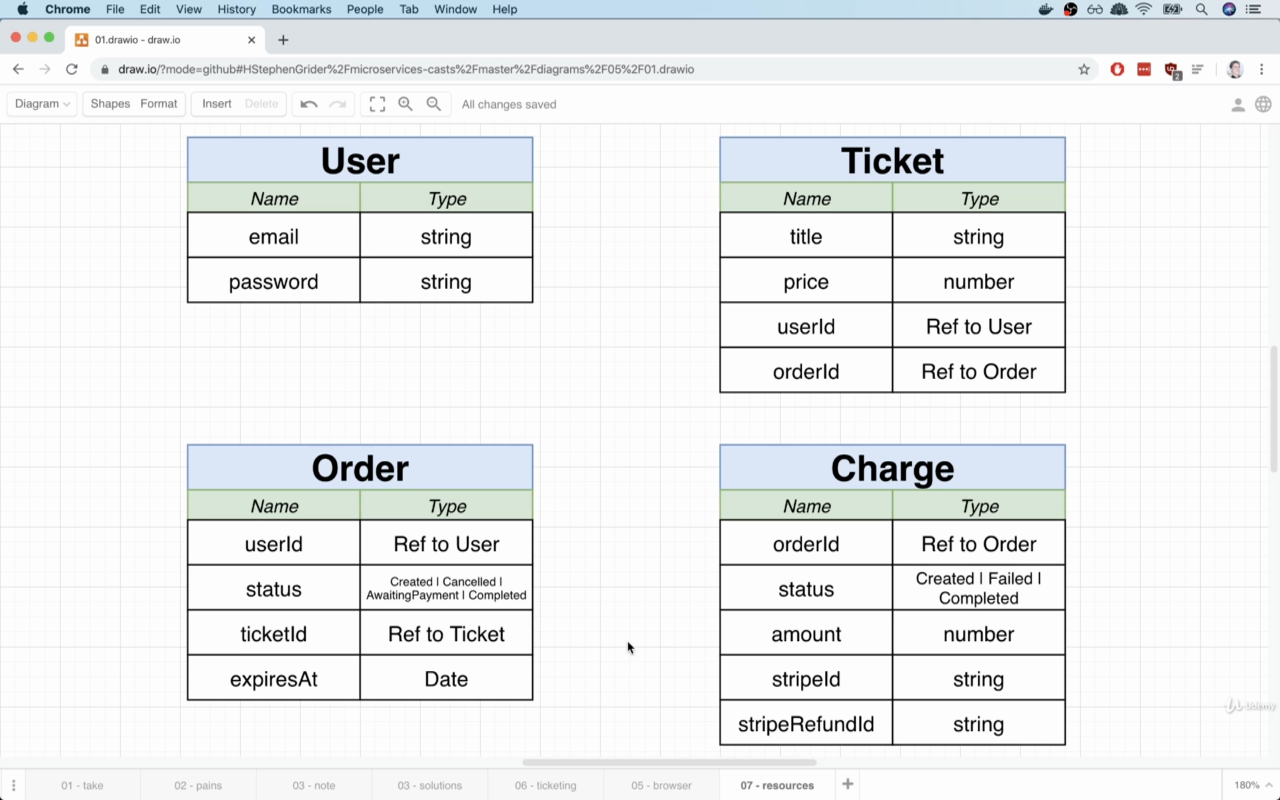 Chrome File Edit View History Bookmarks People Tab Window Help
01.drawio - draw.io
draw.io/?mode=github#HStephenGrider%2Fmicroservices-casts%2Fmaster%2Fdiagrams%2F05%2F01.drawio
2
Diagram Shapes Format Insert Delete All changes saved
User
Name Type
email string
password string
Ticket
Name Type
title string
price number
userId Ref to User
orderId Ref to Order
Order
Name Type
userId Ref to User
status Created | Cancelled |
AwaitingPayment | Completed
ticketId Ref to Ticket
expiresAt Date
Charge
Name Type
orderId Ref to Order
status Created | Failed |
Completed
amount number
stripeId string
stripeRefundId string
Udemy
01 - take 02 - pains 03 - note 03 - solutions 06 - ticketing 05 - browser 07 - resources 180%